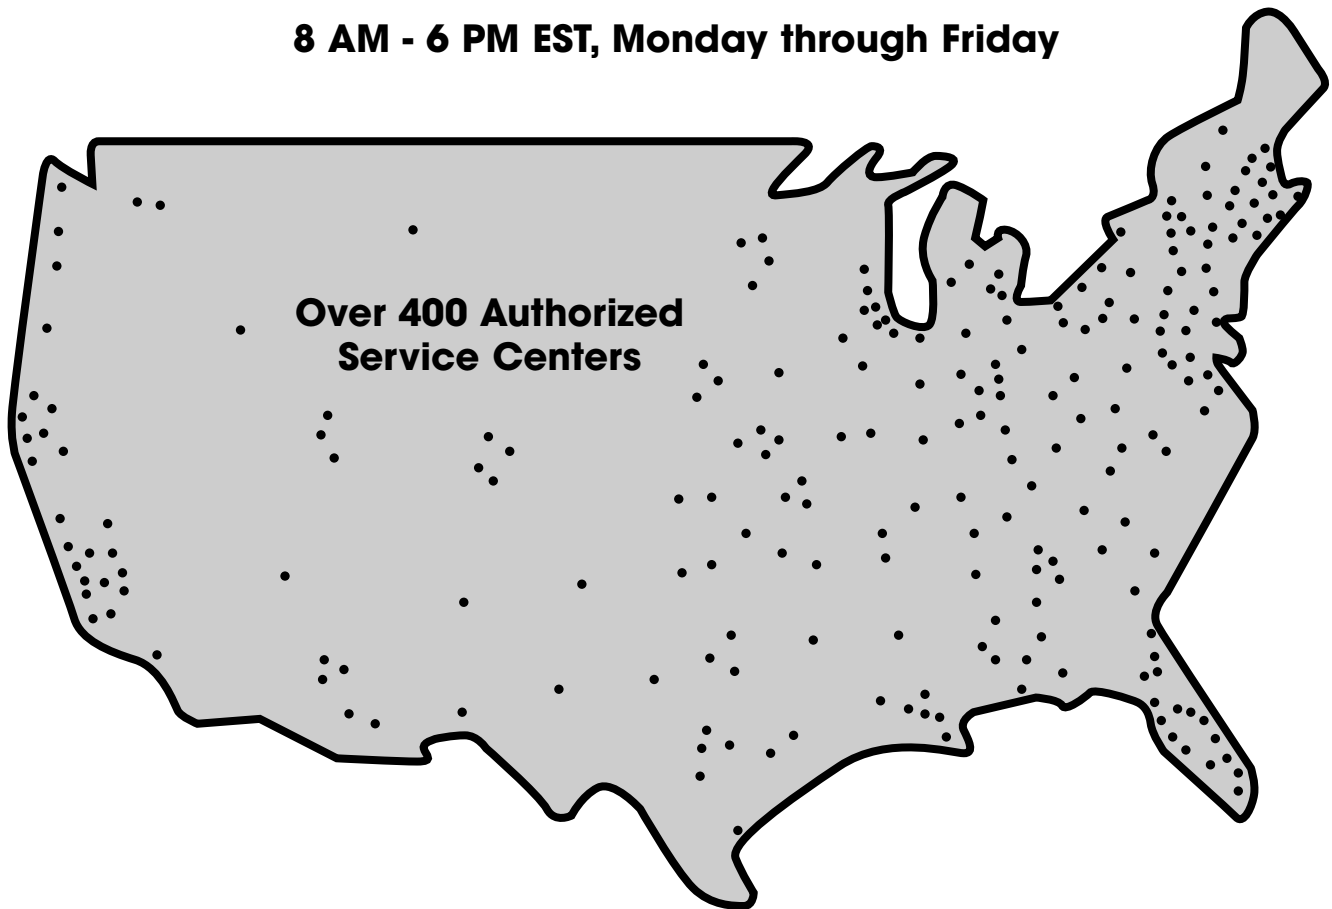 8 AM - 6 PM EST, Monday through Friday
Over 400 Authorized
Service Centers